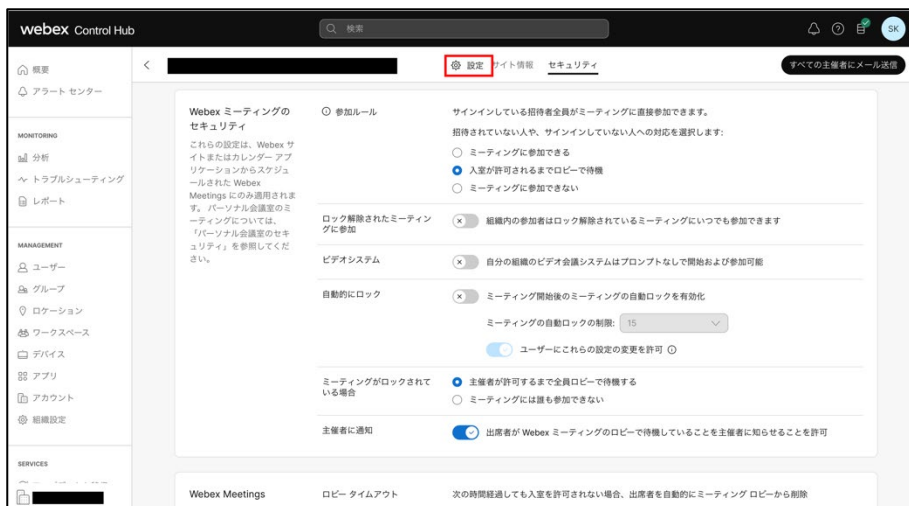 webex Control Hub
検索
SK
概要
アラート センター
MONITORING
分析
トラブルシューティング
レポート
MANAGEMENT
ユーザー
グループ
ロケーション
ワークスペース
デバイス
アプリ
アカウント
組織設定
SERVICES
設定
サイト情報
セキュリティ
すべての主催者にメール送信
Webex ミーティングの
セキュリティ
これらの設定は、Webex サ
イトまたはカレンダー アプ
リケーションからスケジュ
ールされた Webex
Meetings にのみ適用されま
す。 パーソナル会議室のミ
ーティングについては、
「パーソナル会議室のセキ
ュリティ」を参照してくだ
さい。
参加ルール
サインインしている招待者全員がミーティングに直接参加できます。
招待されていない人や、サインインしていない人への対応を選択します:
ミーティングに参加できる
入室が許可されるまでロビーで待機
ミーティングに参加できない
ロック解除されたミーティン
グに参加
組織内の参加者はロック解除されているミーティングにいつでも参加できます
ビデオシステム
自分の組織のビデオ会議システムはプロンプトなしで開始および参加可能
自動的にロック
ミーティング開始後のミーティングの自動ロックを有効化
ミーティングの自動ロックの制限: 15
ユーザーにこれらの設定の変更を許可
ミーティングがロックされて
いる場合
主催者が許可するまで全員ロビーで待機する
ミーティングには誰も参加できない
主催者に通知
出席者が Webex ミーティングのロビーで待機していることを主催者に知らせることを許可
Webex Meetings
ロビー タイムアウト
次の時間経過しても入室を許可されない場合、出席者を自動的にミーティング ロビーから削除